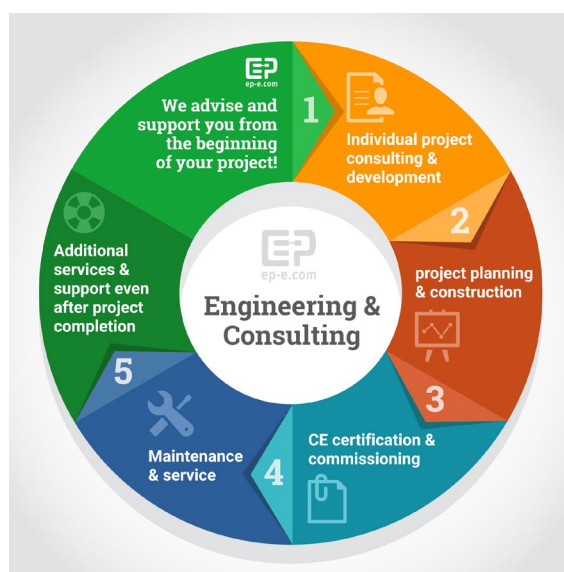 EP
ep-e.com
We advise and
support you from
the beginning
of your project!
1
Individual project
consulting &
development
2
project planning
& construction
3
CE certification &
commissioning
4
Maintenance
& service
5
Additional
services &
support even
after project
completion
EP
ep-e.com
Engineering &
Consulting